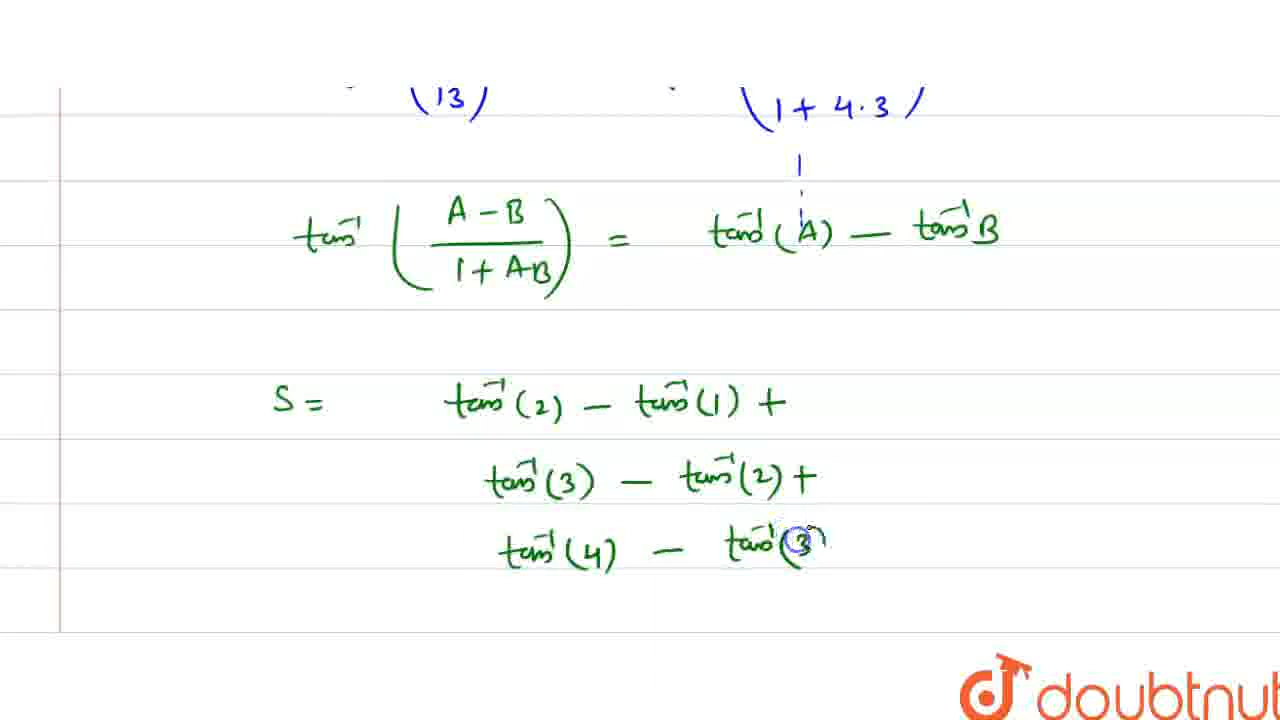 (13) (1 + 4·3)
tan⁻¹ ( A - B / 1 + AB ) = tan⁻¹(A) — tan⁻¹B
S = tan⁻¹(2) — tan⁻¹(1) +
tan⁻¹(3) — tan⁻¹(2) +
tan⁻¹(4) — tan⁻¹(3)
doubtnut